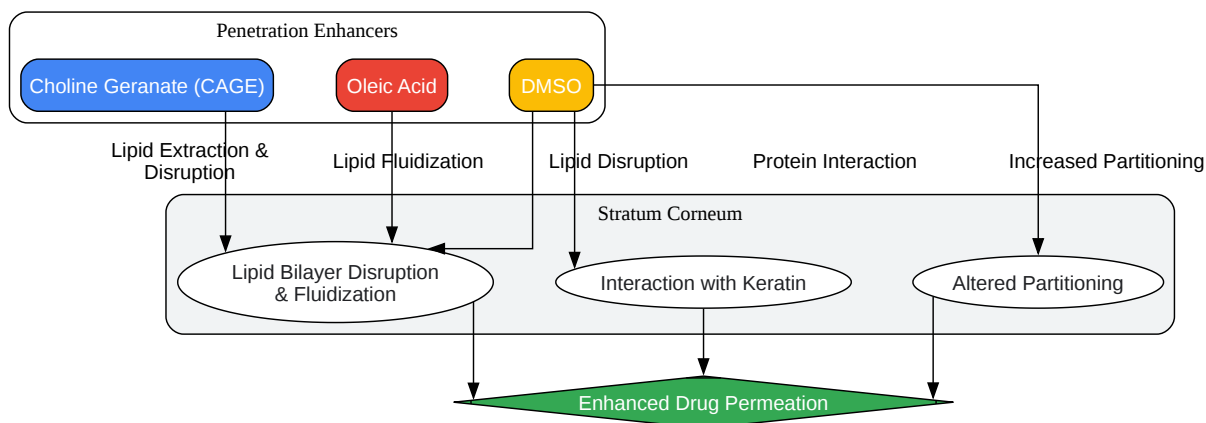 Penetration Enhancers
Choline Geranate (CAGE)
Oleic Acid
DMSO
Lipid Extraction &
Disruption
Lipid Fluidization
Lipid Disruption
Protein Interaction
Increased Partitioning
Stratum Corneum
Lipid Bilayer Disruption
& Fluidization
Interaction with Keratin
Altered Partitioning
Enhanced Drug Permeation